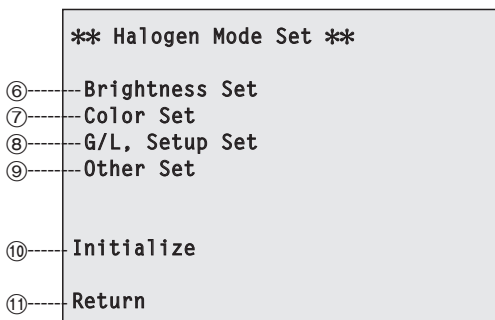 ** Halogen Mode Set **
⑥ Brightness Set
⑦ Color Set
⑧ G/L, Setup Set
⑨ Other Set
⑩ Initialize
⑪ Return